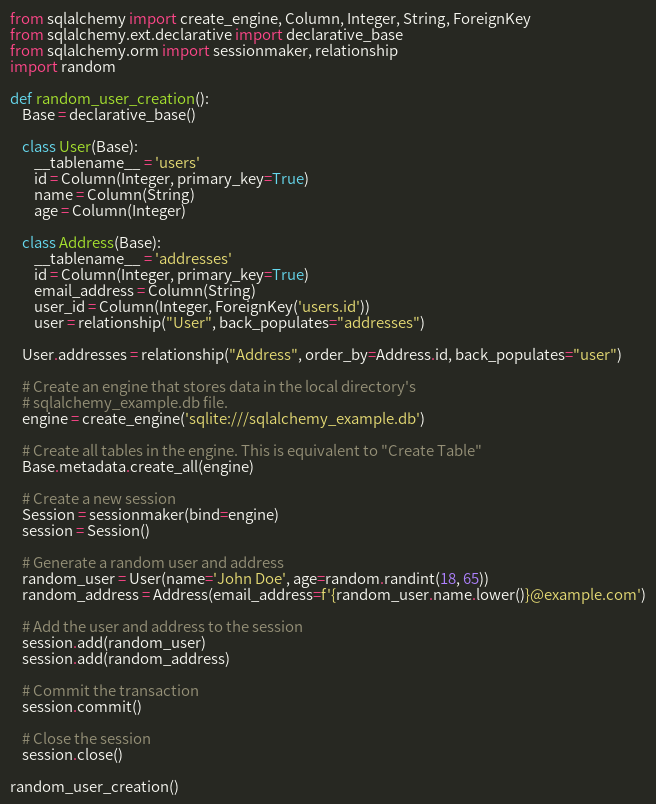 from sqlalchemy import create_engine, Column, Integer, String, ForeignKey
from sqlalchemy.ext.declarative import declarative_base
from sqlalchemy.orm import sessionmaker, relationship
import random

def random_user_creation():
    Base = declarative_base()

    class User(Base):
        __tablename__ = 'users'
        id = Column(Integer, primary_key=True)
        name = Column(String)
        age = Column(Integer)

    class Address(Base):
        __tablename__ = 'addresses'
        id = Column(Integer, primary_key=True)
        email_address = Column(String)
        user_id = Column(Integer, ForeignKey('users.id'))
        user = relationship("User", back_populates="addresses")

    User.addresses = relationship("Address", order_by=Address.id, back_populates="user")

    # Create an engine that stores data in the local directory's
    # sqlalchemy_example.db file.
    engine = create_engine('sqlite:///sqlalchemy_example.db')

    # Create all tables in the engine. This is equivalent to "Create Table"
    Base.metadata.create_all(engine)

    # Create a new session
    Session = sessionmaker(bind=engine)
    session = Session()

    # Generate a random user and address
    random_user = User(name='John Doe', age=random.randint(18, 65))
    random_address = Address(email_address=f'{random_user.name.lower()}@example.com')

    # Add the user and address to the session
    session.add(random_user)
    session.add(random_address)

    # Commit the transaction
    session.commit()

    # Close the session
    session.close()

random_user_creation()